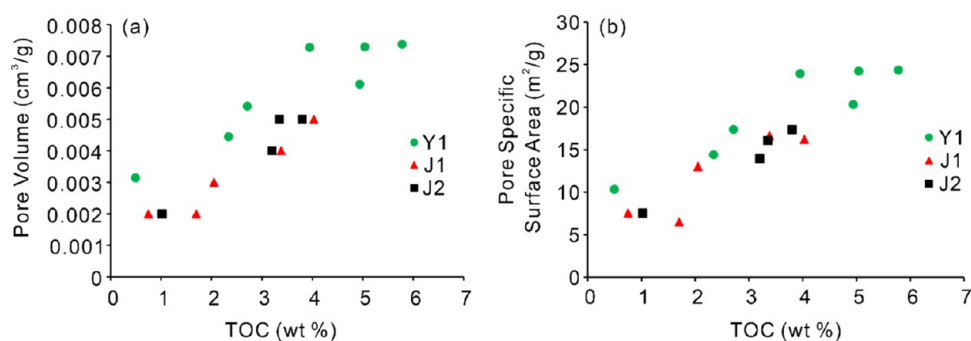 (a)
Pore Volume (cm³/g)
0.008
0.007
0.006
0.005
0.004
0.003
0.002
0.001
0
0 1 2 3 4 5 6 7
TOC (wt %)
Y1
J1
J2
(b)
Pore Specific
Surface Area (m²/g)
30
25
20
15
10
5
0
0 1 2 3 4 5 6 7
TOC (wt %)
Y1
J1
J2